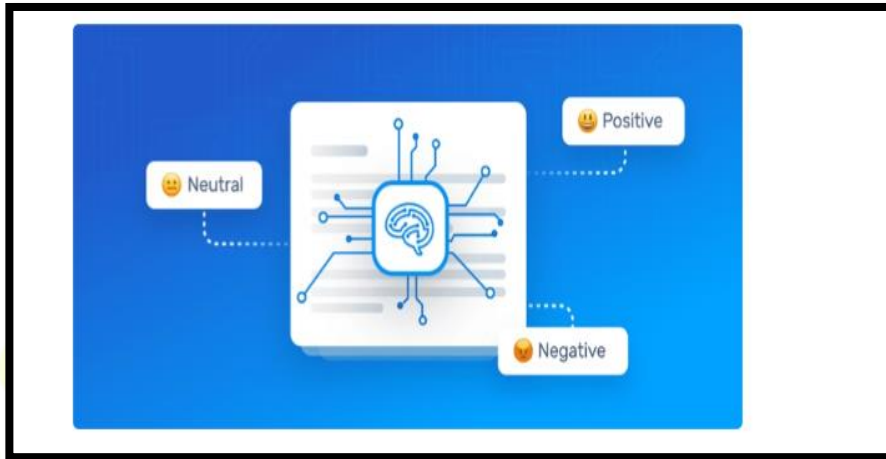 😃 Positive
😐 Neutral
😡 Negative